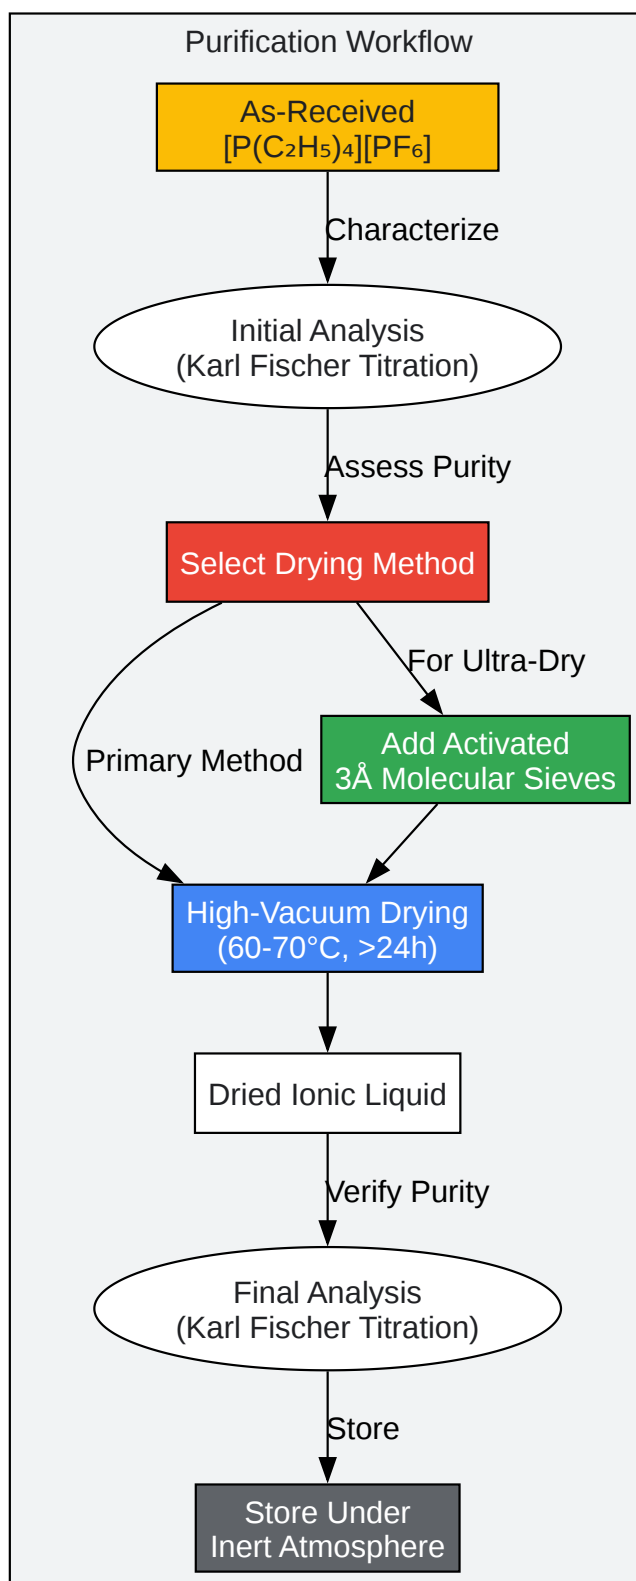 Purification Workflow
As-Received
[P(C₂H₅)₄][PF₆]
Characterize
Initial Analysis
(Karl Fischer Titration)
Assess Purity
Select Drying Method
For Ultra-Dry
Primary Method
Add Activated
3Å Molecular Sieves
High-Vacuum Drying
(60-70°C, >24h)
Dried Ionic Liquid
Verify Purity
Final Analysis
(Karl Fischer Titration)
Store
Store Under
Inert Atmosphere